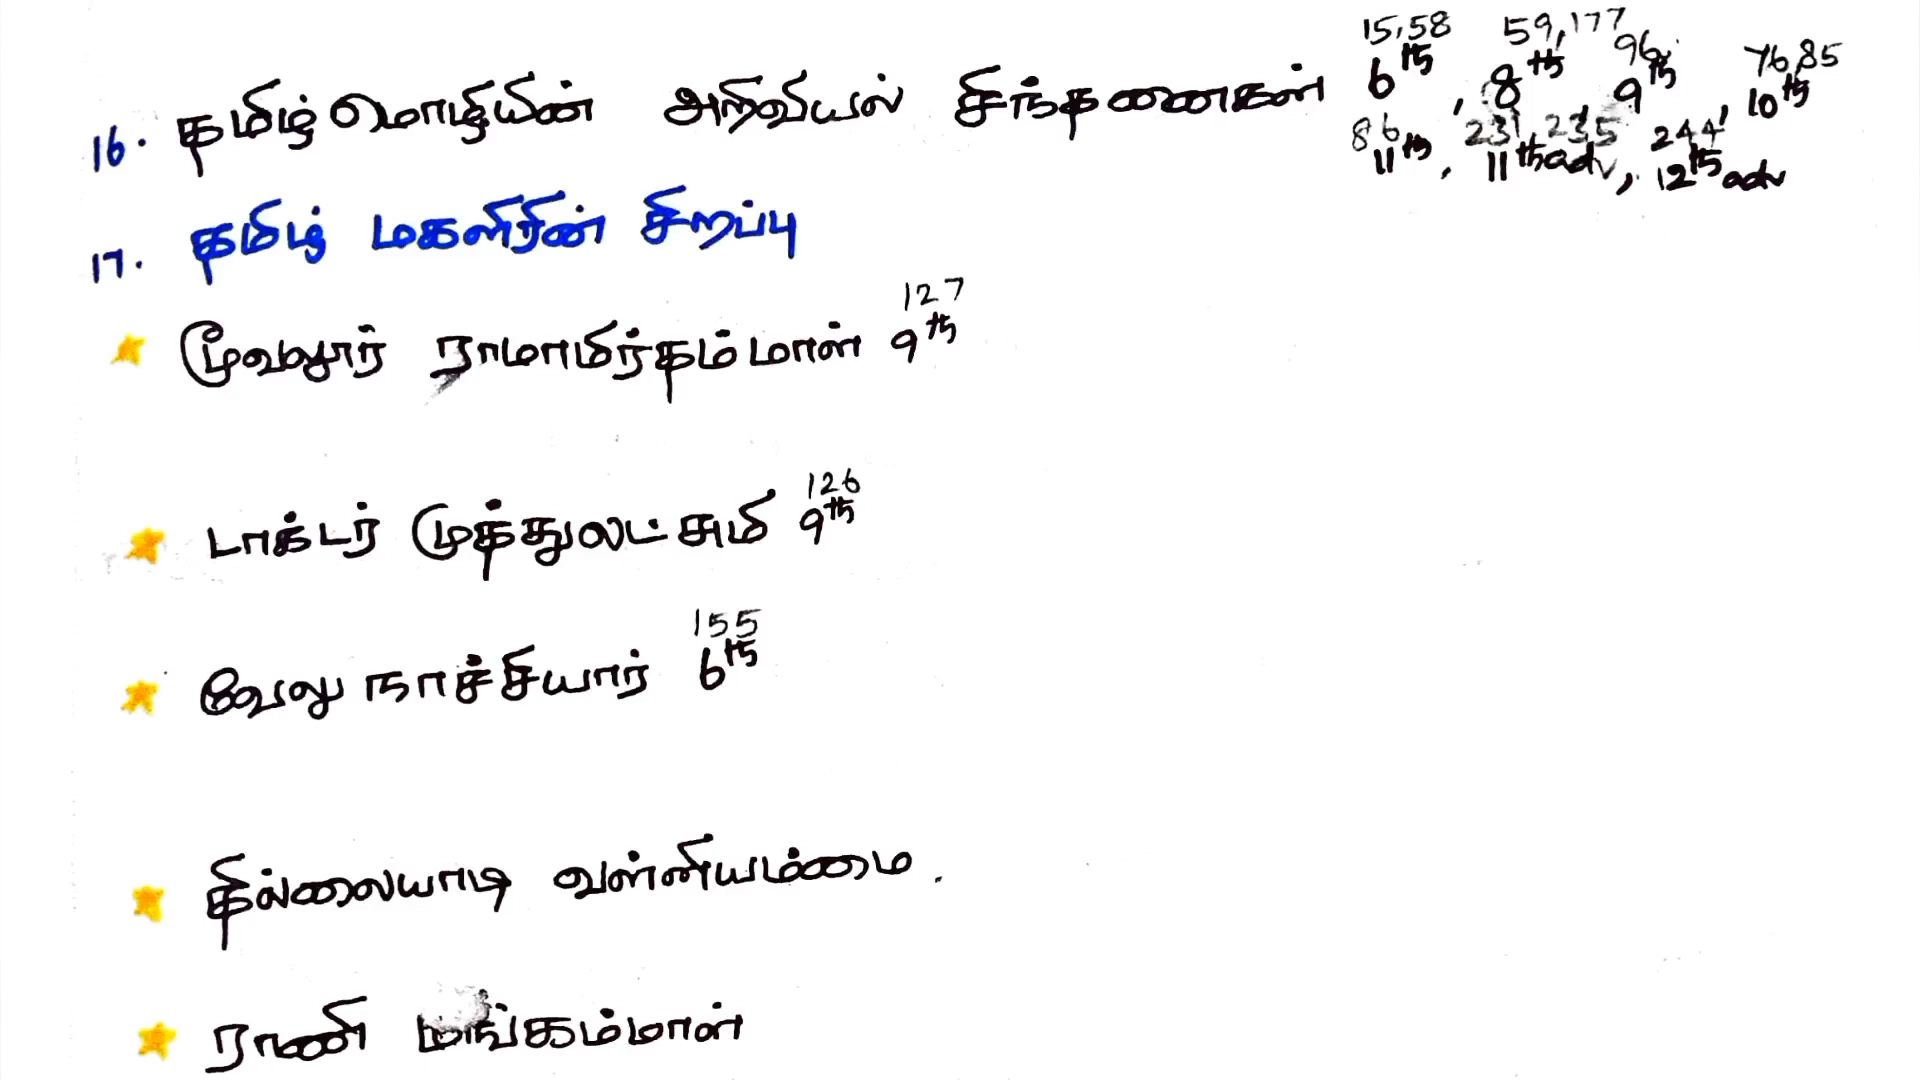 15,58 59,177 96 76,85
16. தமிழ்மொழியின் அறிவியல் சிந்தனைகள் 6th, 8th, 9th, 10th
86 231, 235 244
11th, 11th adv, 12th adv
17. தமிழ் மகளிரின் சிறப்பு
127
மூவலூர் ராமாமிர்தம்மாள் 9th
126
டாக்டர் முத்துலட்சுமி 9th
155
வேலு நாச்சியார் 6th
தில்லையாடி வள்ளியம்மை.
ராணி மங்கம்மாள்